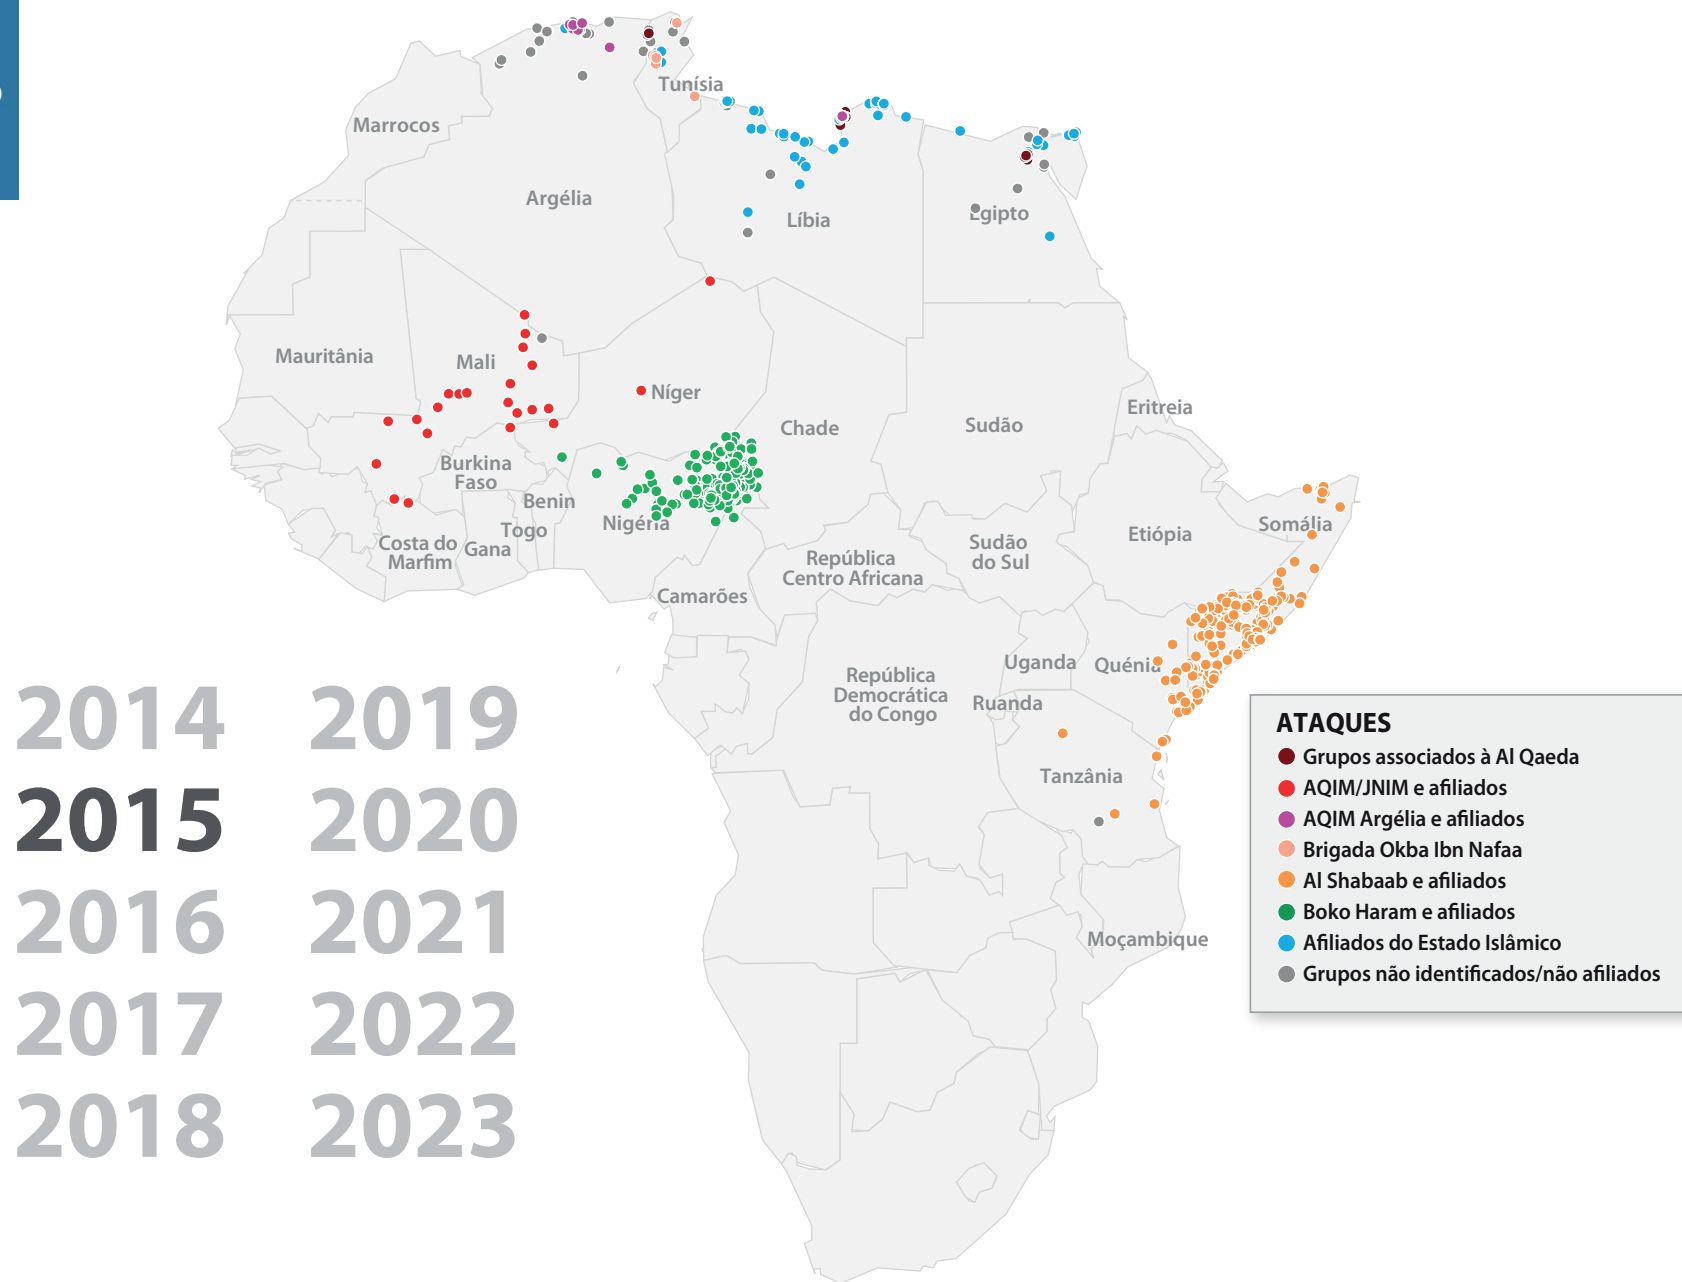 Tunísia
Marrocos
Argélia
Líbia
Egipto
Mauritânia
Mali
Níger
Chade
Sudão
Eritreia
Burkina
Faso
Benin
Togo
Nigéria
Costa do
Marfim
Gana
Camarões
República
Centro Africana
Sudão
do Sul
Etiópia
Somália
Uganda
Quénia
República
Democrática
do Congo
Ruanda
Tanzânia
Moçambique
2014 2019
2015 2020
2016 2021
2017 2022
2018 2023
ATAQUES
Grupos associados à Al Qaeda
AQIM/JNIM e afiliados
AQIM Argélia e afiliados
Brigada Okba Ibn Nafaa
Al Shabaab e afiliados
Boko Haram e afiliados
Afiliados do Estado Islâmico
Grupos não identificados/não afiliados